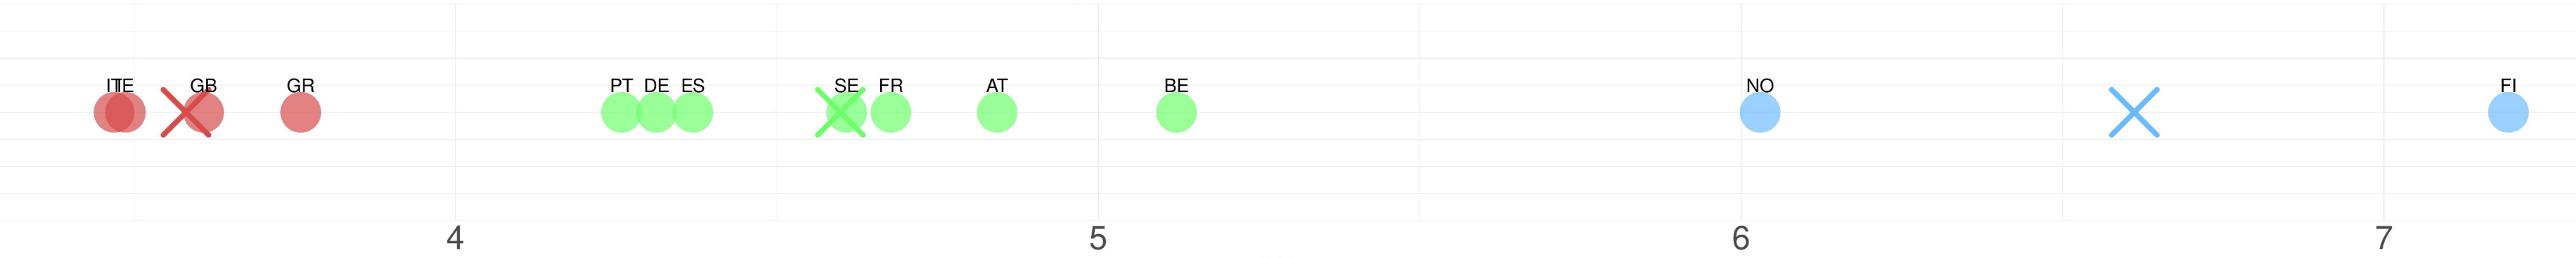 IT IE GB GR PT DE ES SE FR AT BE NO FI
4 5 6 7